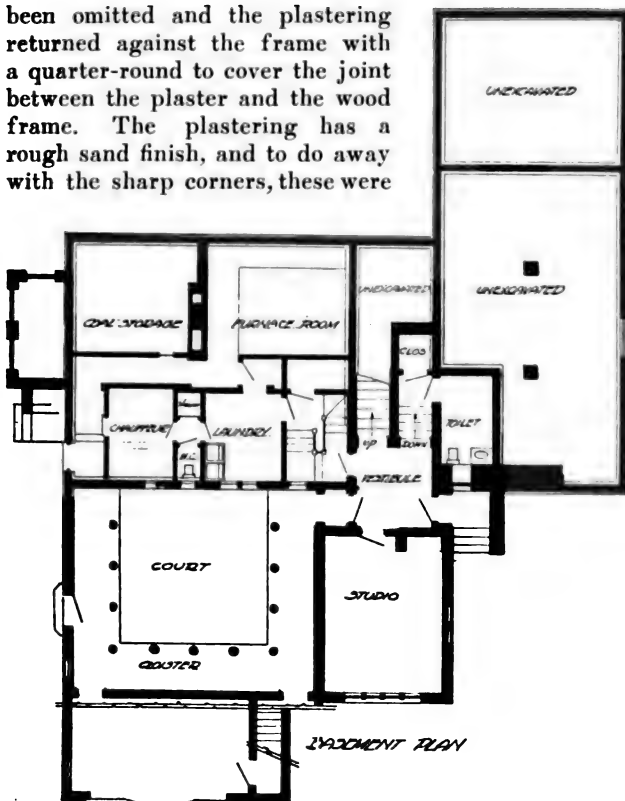 been omitted and the plastering
returned against the frame with
a quarter-round to cover the joint
between the plaster and the wood
frame. The plastering has a
rough sand finish, and to do away
with the sharp corners, these were
UNEXCAVATED
UNEXCAVATED
UNEXCAVATED
COAL STORAGE
FURNACE ROOM
CLOS
CHAUFFEUR
LAUNDRY
TOILET
W.C.
UP
DOWN
VESTIBULE
COURT
STUDIO
CLOISTER
BASEMENT PLAN